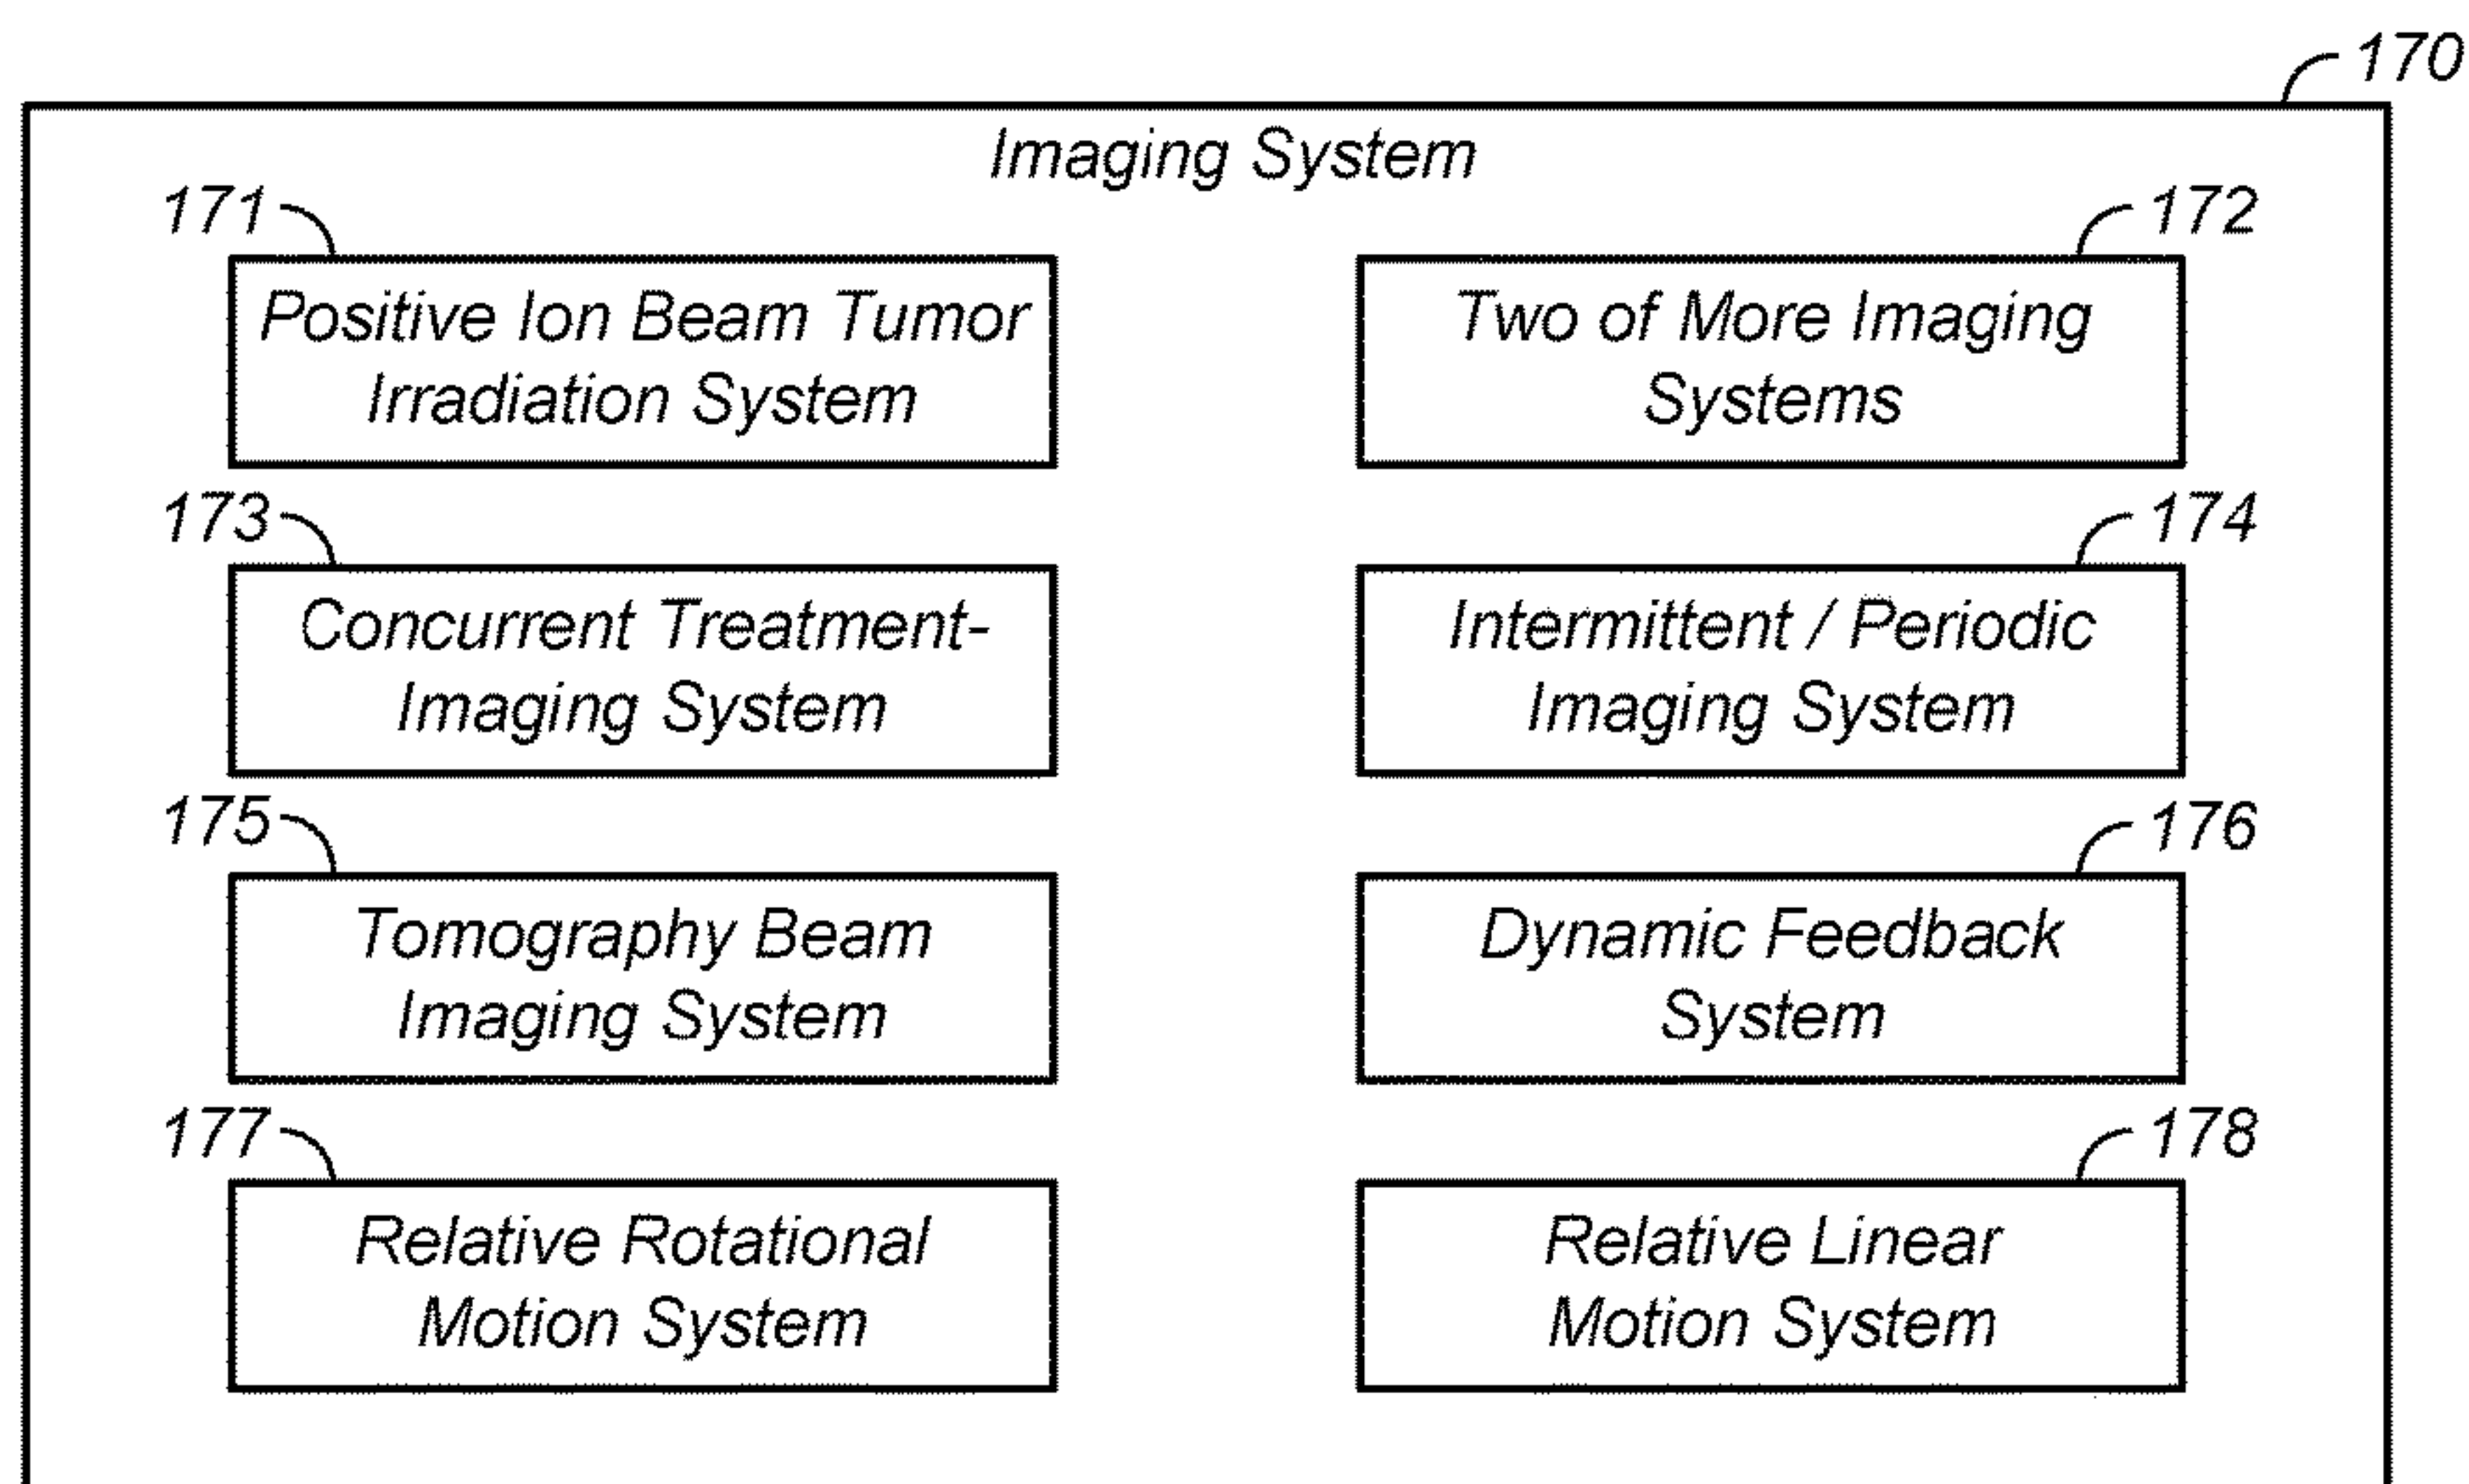 170
Imaging System
171
172
Positive Ion Beam Tumor
Irradiation System
Two of More Imaging
Systems
173
174
Concurrent Treatment-
Imaging System
Intermittent / Periodic
Imaging System
175
176
Tomography Beam
Imaging System
Dynamic Feedback
System
177
178
Relative Rotational
Motion System
Relative Linear
Motion System